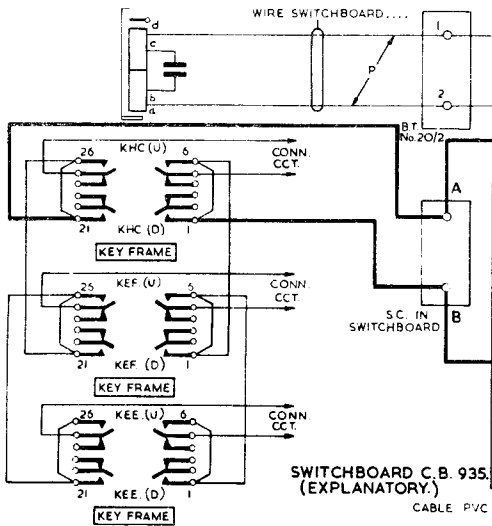 WIRE SWITCHBOARD....
d
c
b
a
P
1
2
B.T.
No.20/2
26 KHC (U) 6
CONN.
CCT.
21 KHC (D) 1
KEY FRAME
A
B
S.C. IN
SWITCHBOARD
26 KEF. (U) 6
CONN.
CCT.
21 KEF. (D) 1
KEY FRAME
26 KEE. (U) 6
CONN.
CCT.
21 KEE. (D) 1
KEY FRAME
SWITCHBOARD C.B. 935.
(EXPLANATORY.)
CABLE PVC